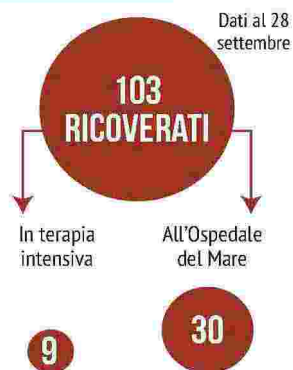 Dati al 28
settembre
103
RICOVERATI
In terapia
intensiva
All'Ospedale
del Mare
9
30